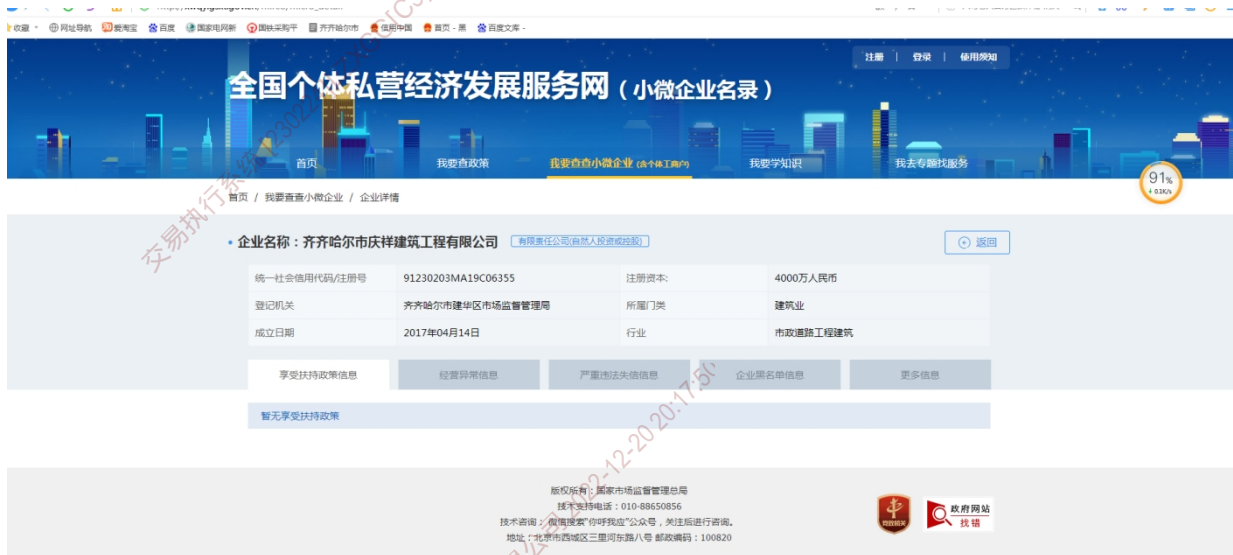 收藏 网址导航 爱淘宝 百度 国家电网新 国铁采购平 齐齐哈尔市 信用中国 首页 - 黑 百度文库 -
注册 | 登录 | 使用须知
全国个体私营经济发展服务网（小微企业名录）
首页 我要查政策 我要查查小微企业 (含个体工商户) 我要学知识 我去专题找服务
91%
0.1K/s
首页 / 我要查查小微企业 / 企业详情
企业名称：齐齐哈尔市庆祥建筑工程有限公司 有限责任公司(自然人投资或控股) 返回
统一社会信用代码/注册号 91230203MA19C06355 注册资本: 4000万人民币
登记机关 齐齐哈尔市建华区市场监督管理局 所属门类 建筑业
成立日期 2017年04月14日 行业 市政道路工程建筑
享受扶持政策信息 经营异常信息 严重违法失信信息 企业黑名单信息 更多信息
暂无享受扶持政策
版权所有：国家市场监督管理总局
技术支持电话：010-88650856
技术咨询：微信搜索"你呼我应"公众号，关注后进行咨询。
地址：北京市西城区三里河东路八号 邮政编码：100820
党政机关
政府网站
找错
交易执行系统
2022-12-20 20:17:50